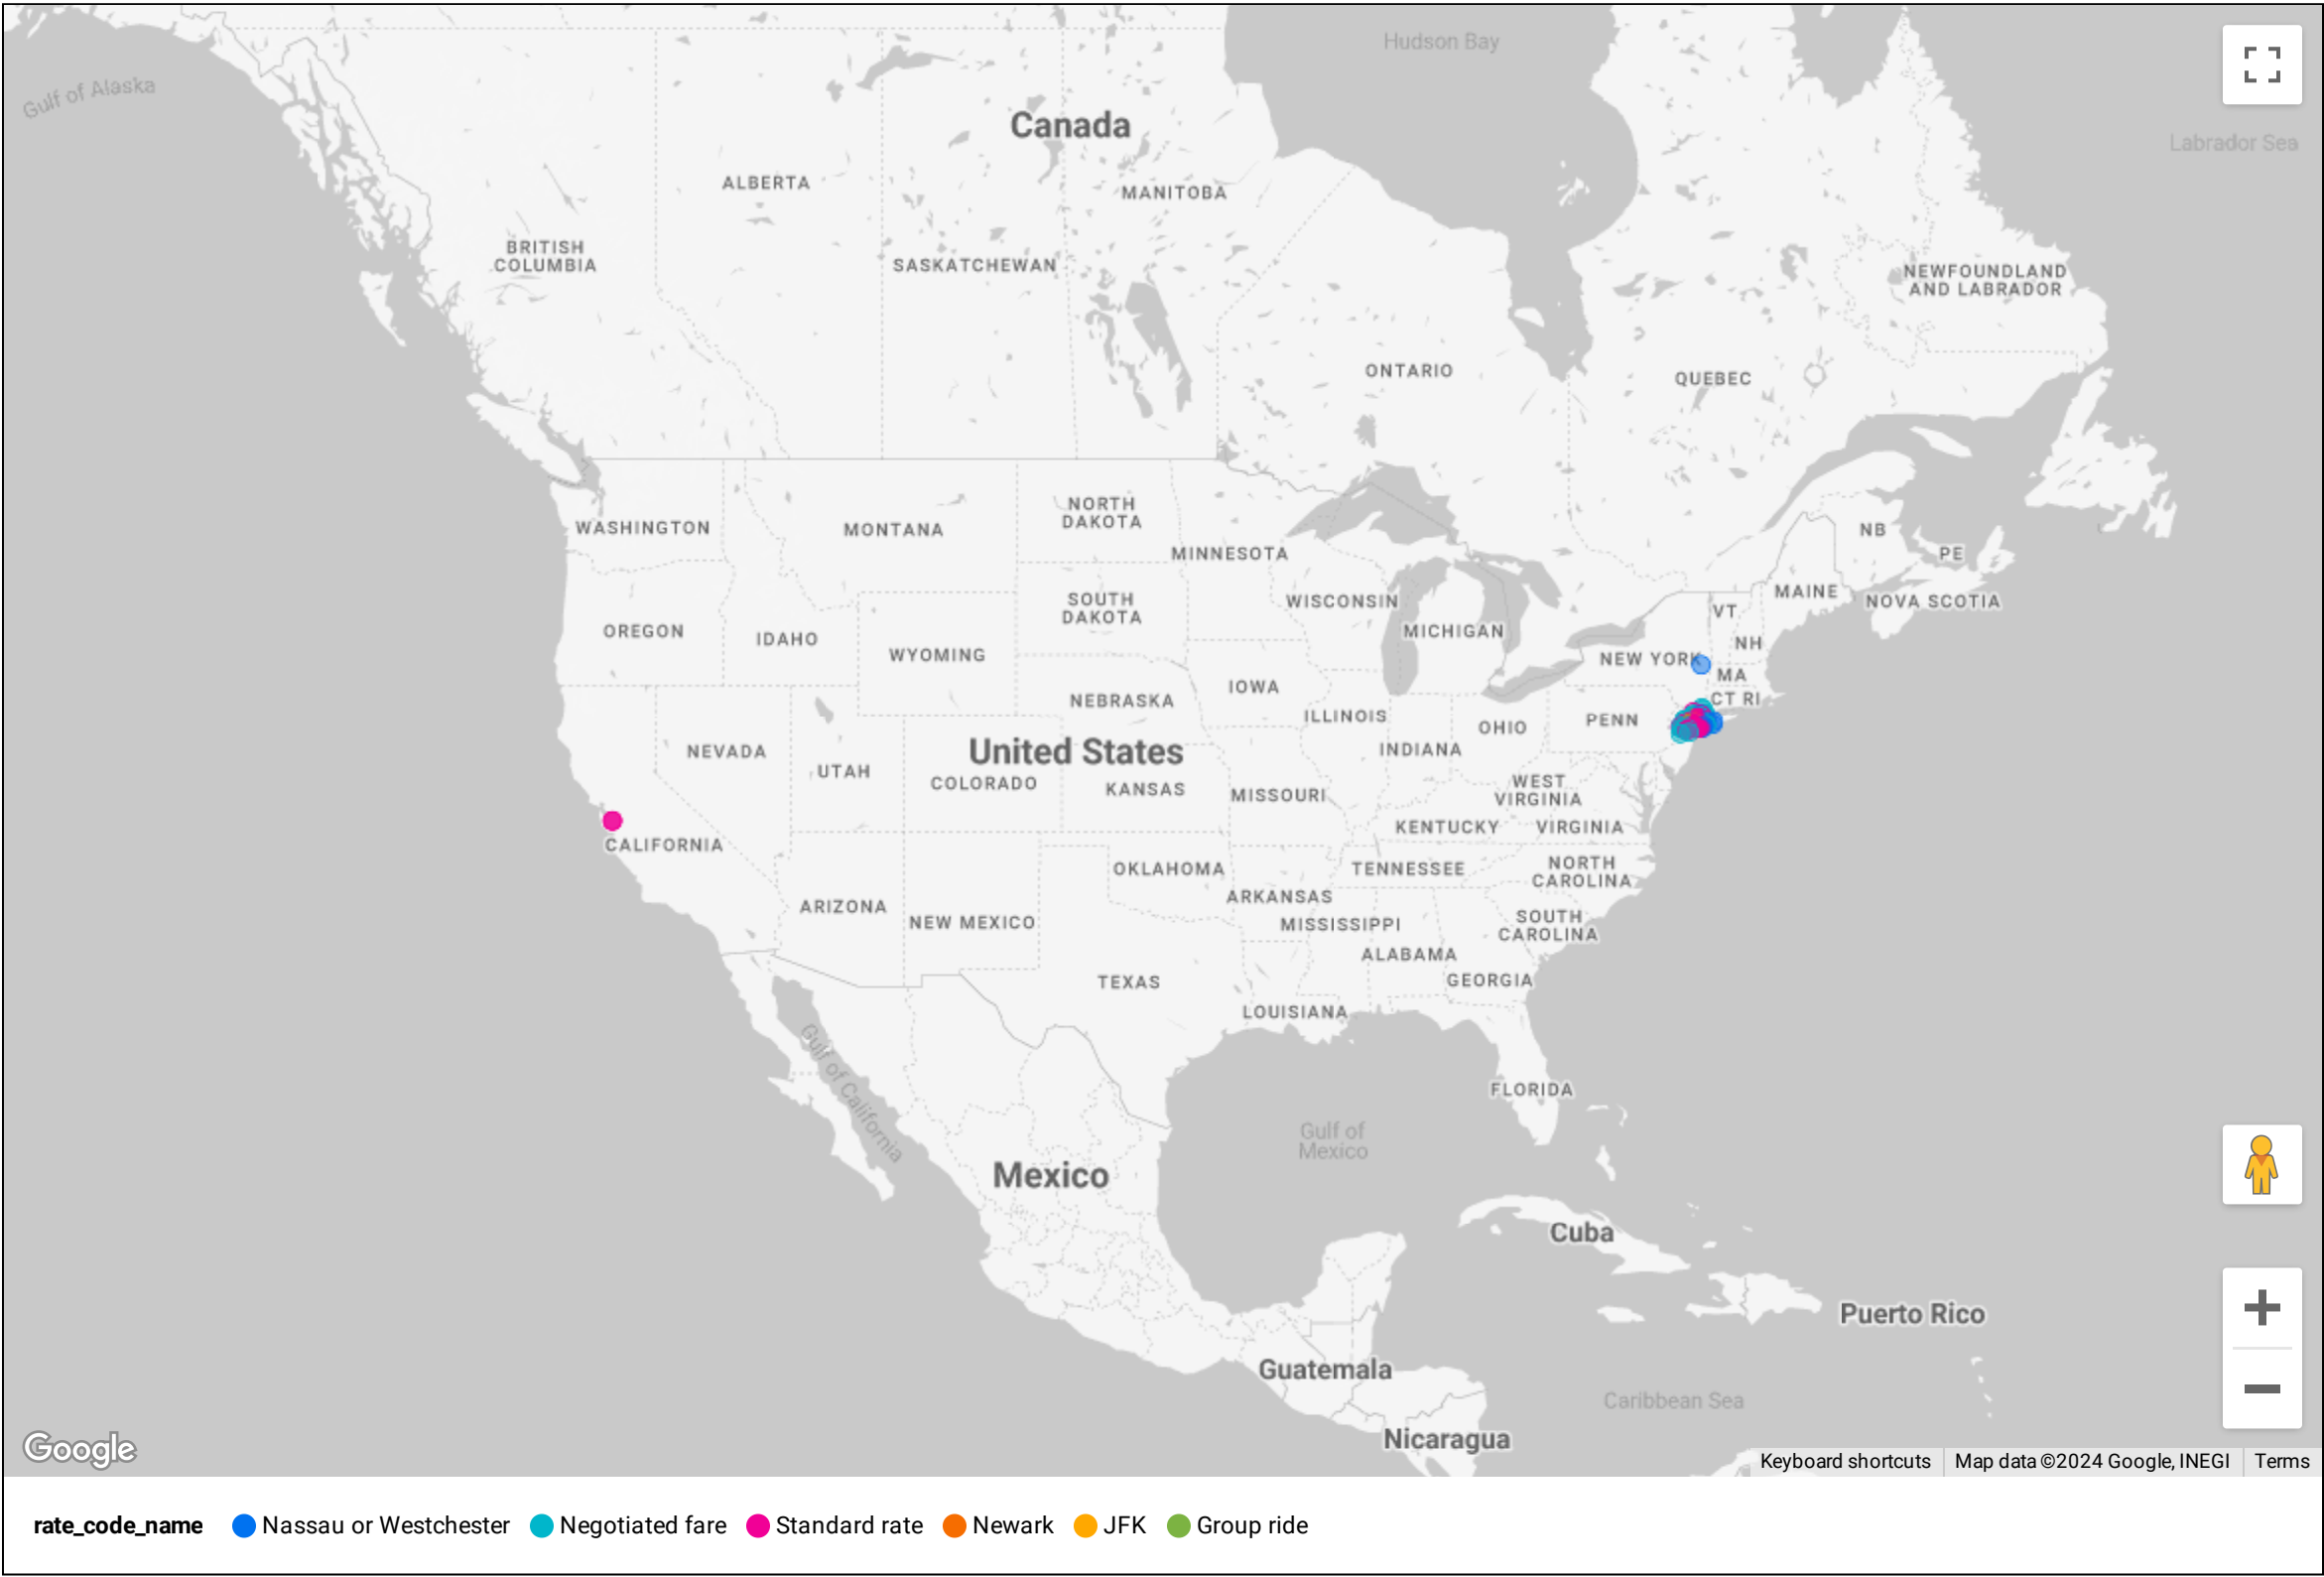 Hudson Bay
Gulf of Alaska
Labrador Sea
Canada
ALBERTA
MANITOBA
BRITISH
COLUMBIA
SASKATCHEWAN
NEWFOUNDLAND
AND LABRADOR
ONTARIO
QUEBEC
NORTH
DAKOTA
WASHINGTON
MONTANA
NB
MINNESOTA
PE
MAINE
NOVA SCOTIA
SOUTH
DAKOTA
WISCONSIN
VT
OREGON
IDAHO
MICHIGAN
NH
WYOMING
NEW YORK
MA
IOWA
NEBRASKA
CT RI
ILLINOIS
PENN
OHIO
NEVADA
United States
INDIANA
UTAH
COLORADO
KANSAS
MISSOURI
WEST
VIRGINIA
KENTUCKY
VIRGINIA
CALIFORNIA
OKLAHOMA
TENNESSEE
NORTH
CAROLINA
ARKANSAS
ARIZONA
NEW MEXICO
MISSISSIPPI
SOUTH
CAROLINA
ALABAMA
TEXAS
GEORGIA
LOUISIANA
Gulf of California
FLORIDA
Gulf of
Mexico
Mexico
Cuba
Puerto Rico
Guatemala
Caribbean Sea
Nicaragua
Google
Keyboard shortcuts
Map data ©2024 Google, INEGI
Terms
rate_code_name Nassau or Westchester Negotiated fare Standard rate Newark JFK Group ride